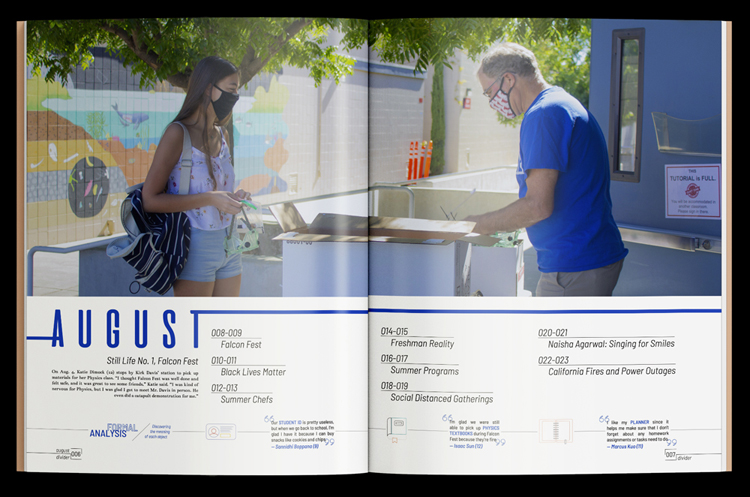 THIS
TUTORIAL is FULL.
AUGUST
Still Life No. 1, Falcon Fest
On Aug. 4, Katie Dimock (12) stops by Kirk Davis' station to pick up
materials for her Physics class. "I thought Falcon Fest was well done and
felt safe, and it was great to see some friends," Katie said. "I was kind of
nervous for Physics, but I was glad I got to meet Mr. Davis in person. He
even did a catapult demonstration for me."
008-009
Falcon Fest
010-011
Black Lives Matter
012-013
Summer Chefs
014-015
Freshman Reality
016-017
Summer Programs
018-019
Social Distanced Gatherings
020-021
Naisha Agarwal: Singing for Smiles
022-023
California Fires and Power Outages
FORMAL
ANALYSIS
Discovering
the meaning
of each object
"Our STUDENT ID is pretty useless,
but when we go back to school, I'm
glad I have it because I can buy
snacks like cookies and chips."
— Sannidhi Boppana (9)
"I'm glad we were still
able to pick up PHYSICS
TEXTBOOKS during Falcon
Fest because they're fire."
— Isaac Sun (12)
"I like my PLANNER since it
helps me make sure that I don't
forget about any homework
assignments or tasks need to do."
— Marcus Kuo (11)
august
divider
006
007
divider